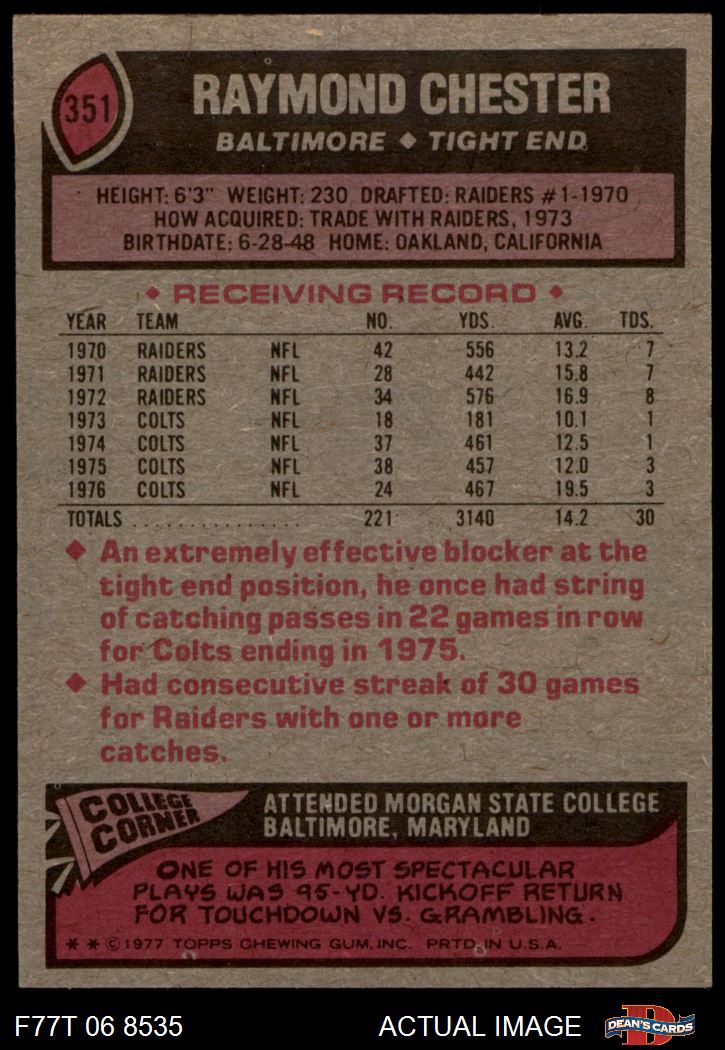 351
RAYMOND CHESTER
BALTIMORE ◆ TIGHT END
HEIGHT: 6'3" WEIGHT: 230 DRAFTED: RAIDERS #1-1970
HOW ACQUIRED: TRADE WITH RAIDERS, 1973
BIRTHDATE: 6-28-48 HOME: OAKLAND, CALIFORNIA
◆ RECEIVING RECORD ◆
YEAR TEAM NO. YDS. AVG. TDS.
1970 RAIDERS NFL 42 556 13.2 7
1971 RAIDERS NFL 28 442 15.8 7
1972 RAIDERS NFL 34 576 16.9 8
1973 COLTS NFL 18 181 10.1 1
1974 COLTS NFL 37 461 12.5 1
1975 COLTS NFL 38 457 12.0 3
1976 COLTS NFL 24 467 19.5 3
TOTALS . . . . . . . . . . . . . . . . 221 3140 14.2 30
◆ An extremely effective blocker at the
tight end position, he once had string
of catching passes in 22 games in row
for Colts ending in 1975.
◆ Had consecutive streak of 30 games
for Raiders with one or more
catches.
COLLEGE
CORNER
ATTENDED MORGAN STATE COLLEGE
BALTIMORE, MARYLAND
ONE OF HIS MOST SPECTACULAR
PLAYS WAS 95-YD. KICKOFF RETURN
FOR TOUCHDOWN VS. GRAMBLING.
* * © 1977 TOPPS CHEWING GUM, INC. PRTD. IN U.S.A.
F77T 06 8535
ACTUAL IMAGE
DEAN'S CARDS